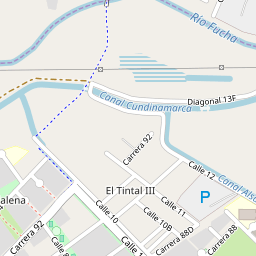 Río Fucha
Diagonal 13F
Canal Cundinamarca
Carrera 92
Calle 12
Canal Alsa
El Tintal III
P
Calle 11
alena
Carrera 92
Calle 10
Calle 10B
Carrera 88D
Carrera 88